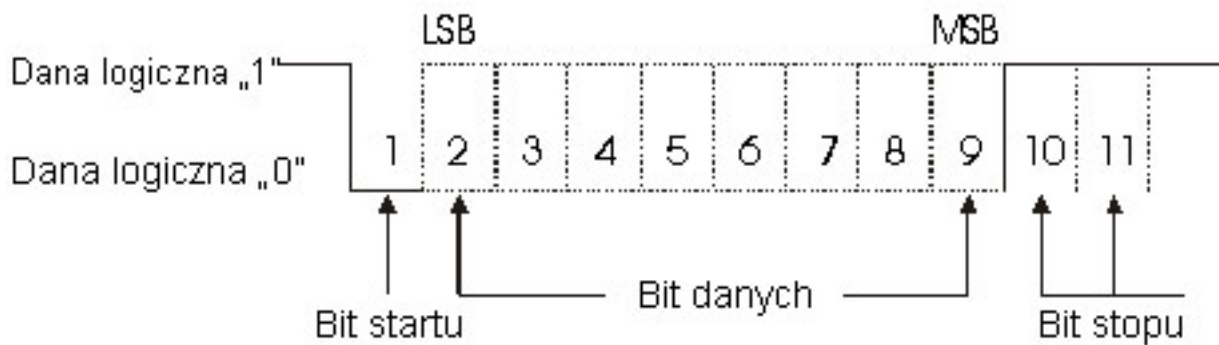 LSB MSB
Dana logiczna „1”
1 2 3 4 5 6 7 8 9 10 11
Dana logiczna „0”
Bit danych
Bit startu Bit stopu